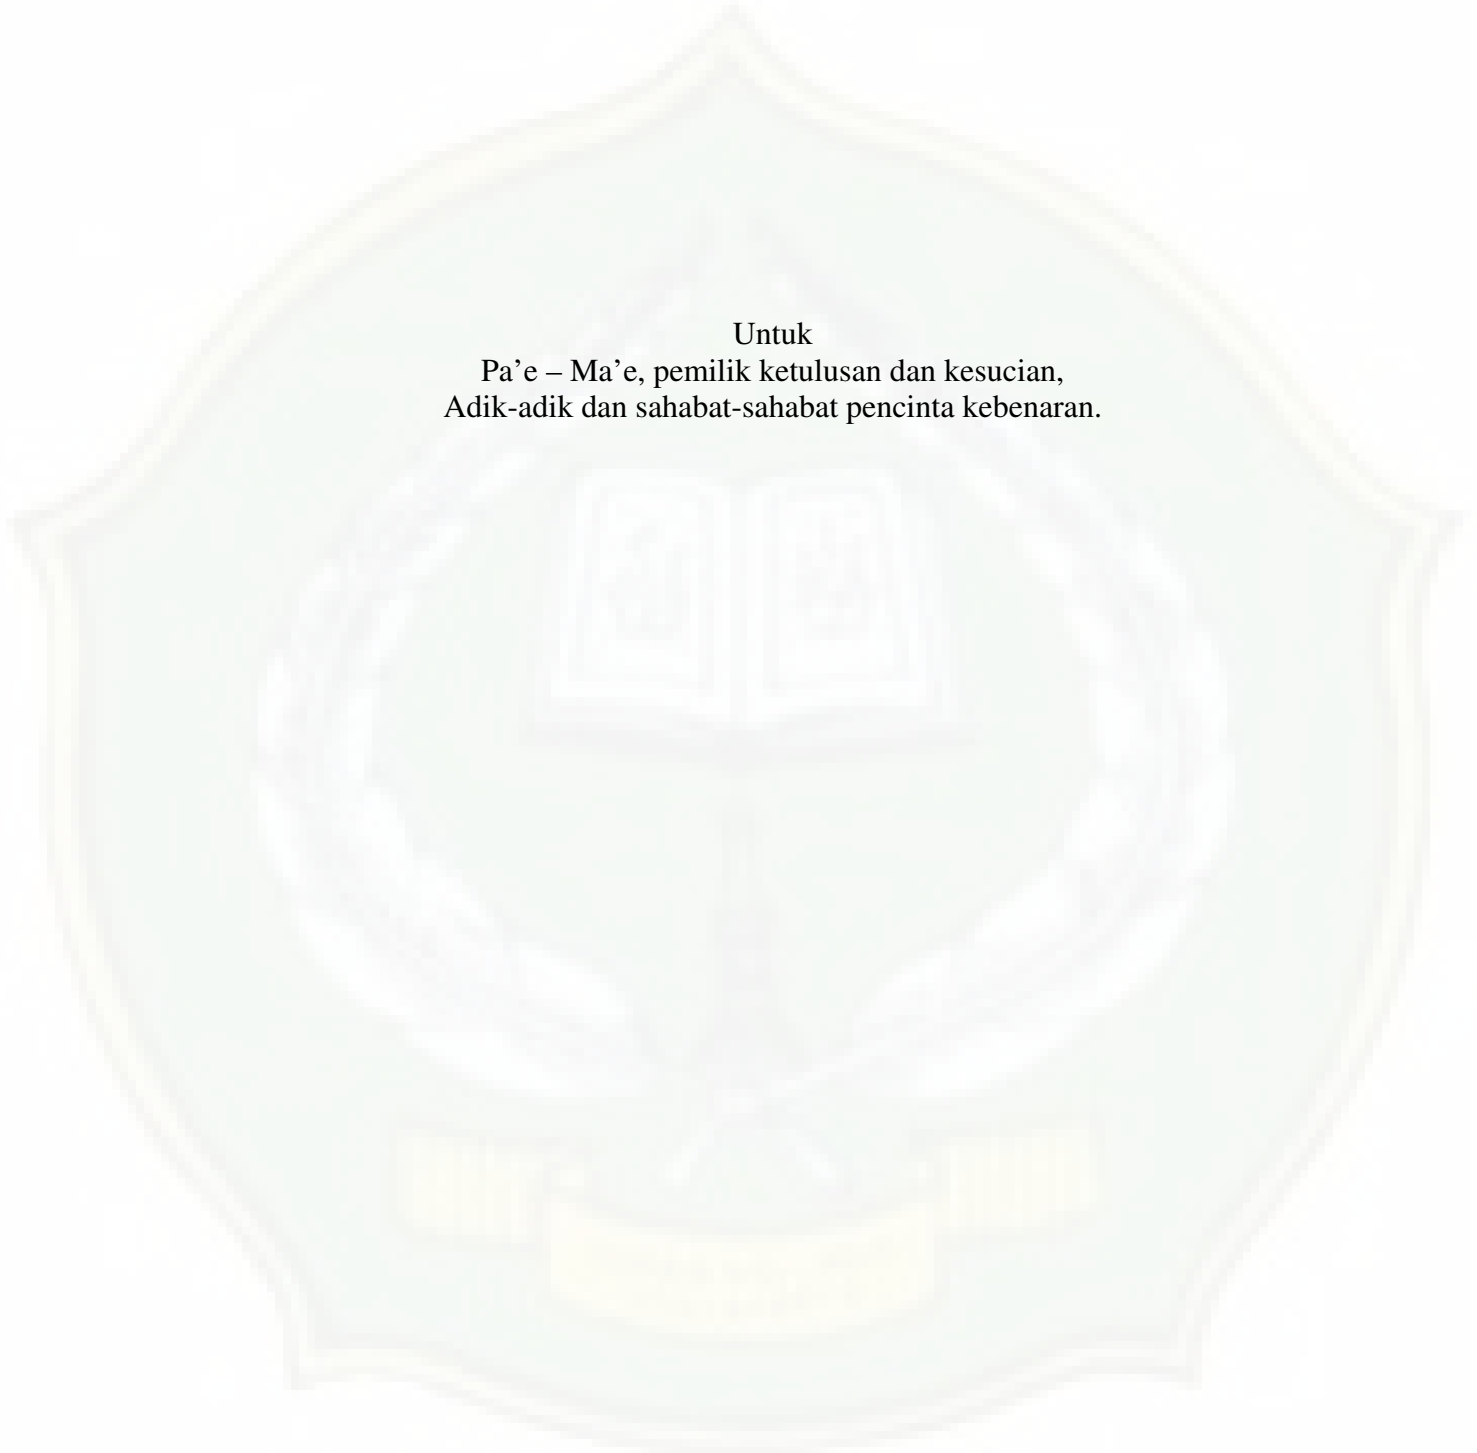 Untuk
Pa’e – Ma’e, pemilik ketulusan dan kesucian,
Adik-adik dan sahabat-sahabat pencinta kebenaran.